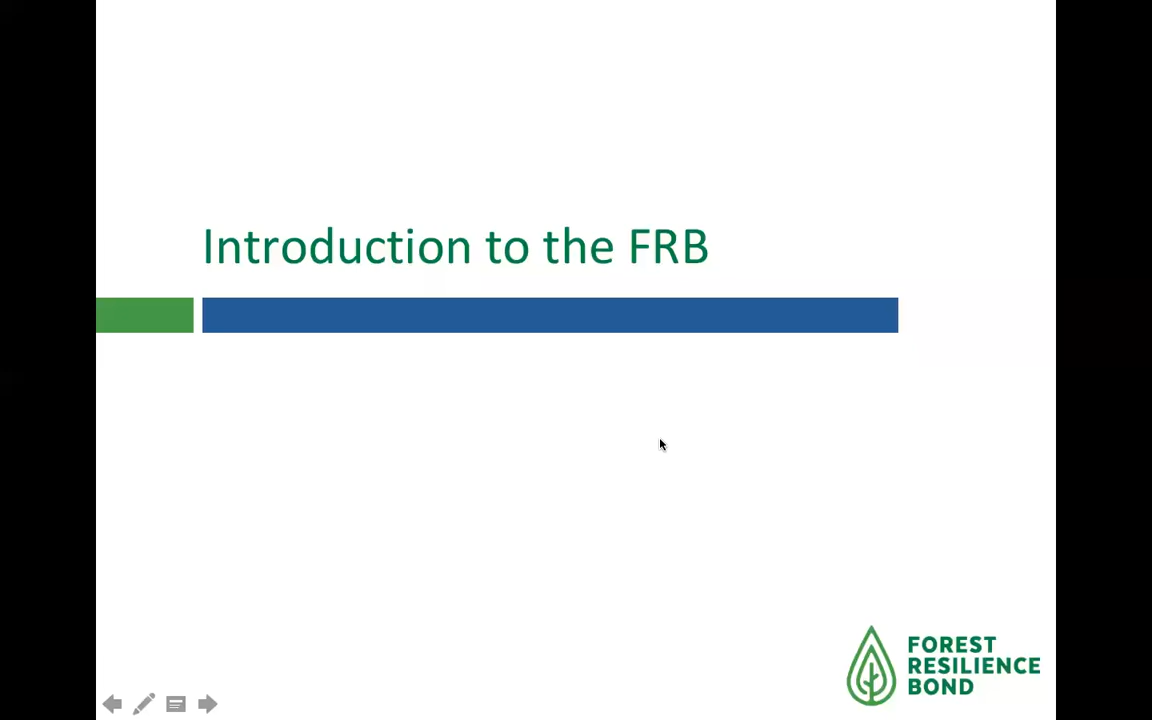 Introduction to the FRB
FOREST
RESILIENCE
BOND